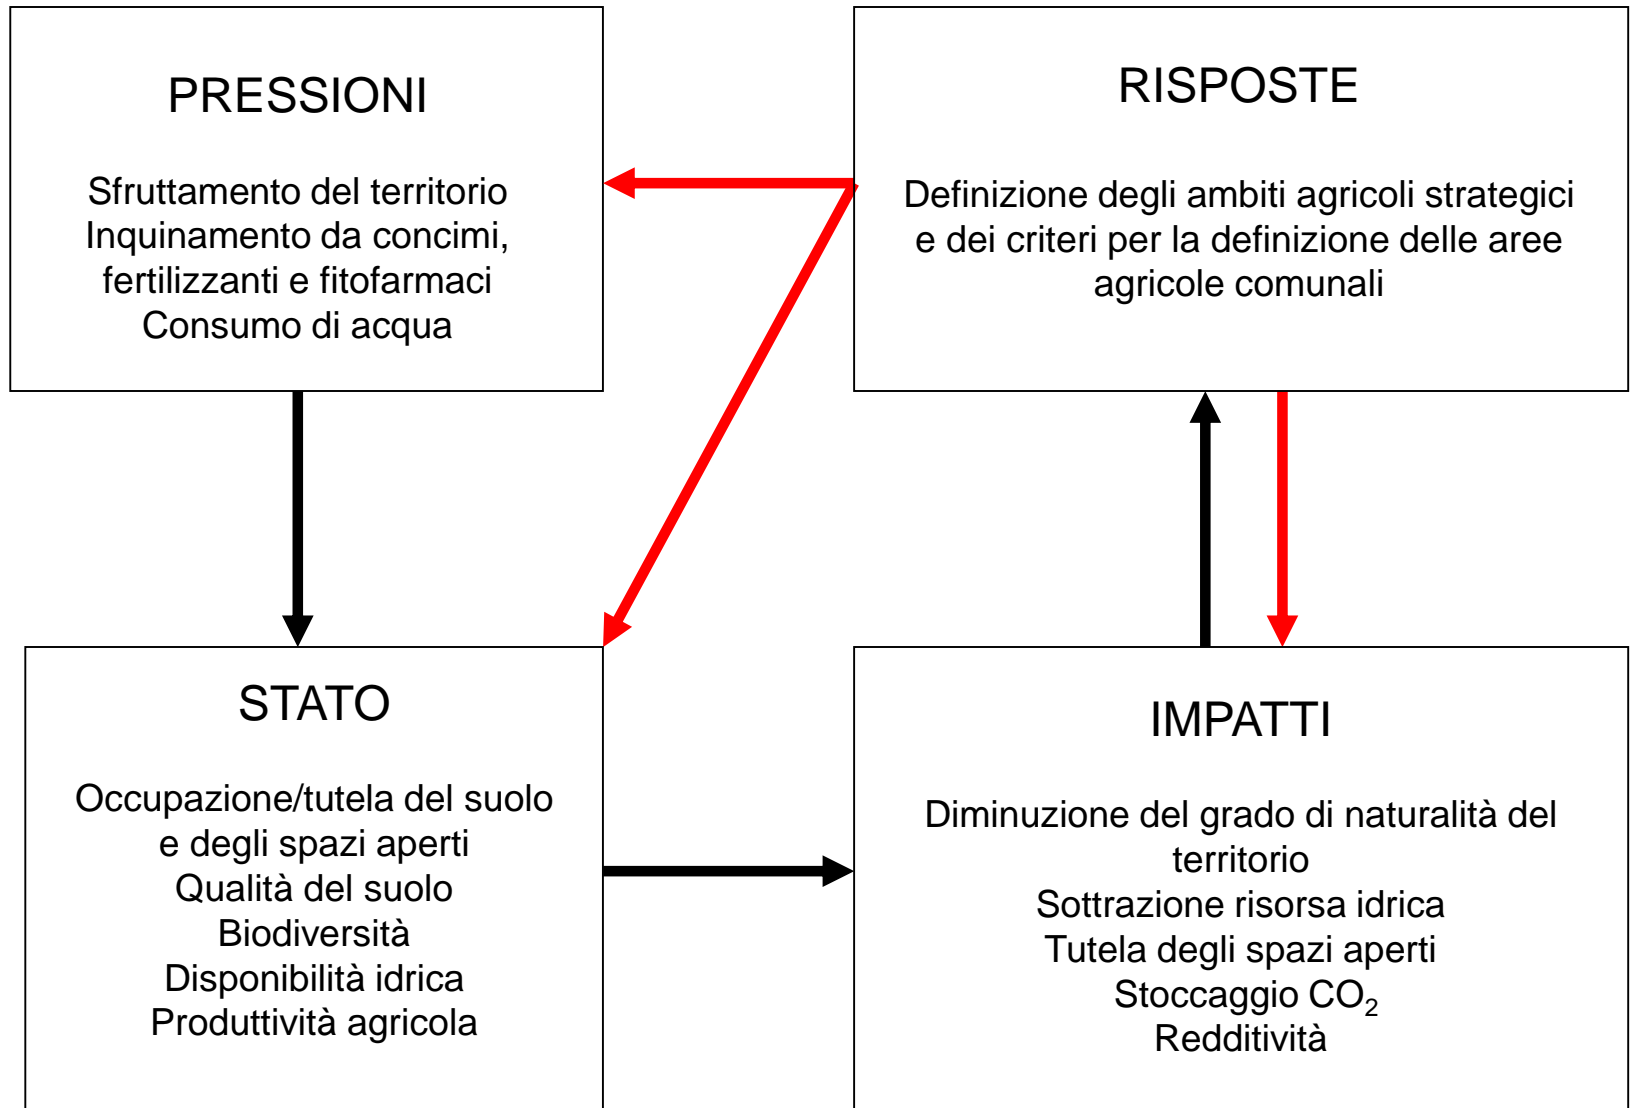 PRESSIONI
Sfruttamento del territorio
Inquinamento da concimi,
fertilizzanti e fitofarmaci
Consumo di acqua
RISPOSTE
Definizione degli ambiti agricoli strategici
e dei criteri per la definizione delle aree
agricole comunali
STATO
Occupazione/tutela del suolo
e degli spazi aperti
Qualità del suolo
Biodiversità
Disponibilità idrica
Produttività agricola
IMPATTI
Diminuzione del grado di naturalità del
territorio
Sottrazione risorsa idrica
Tutela degli spazi aperti
Stoccaggio CO₂
Redditività